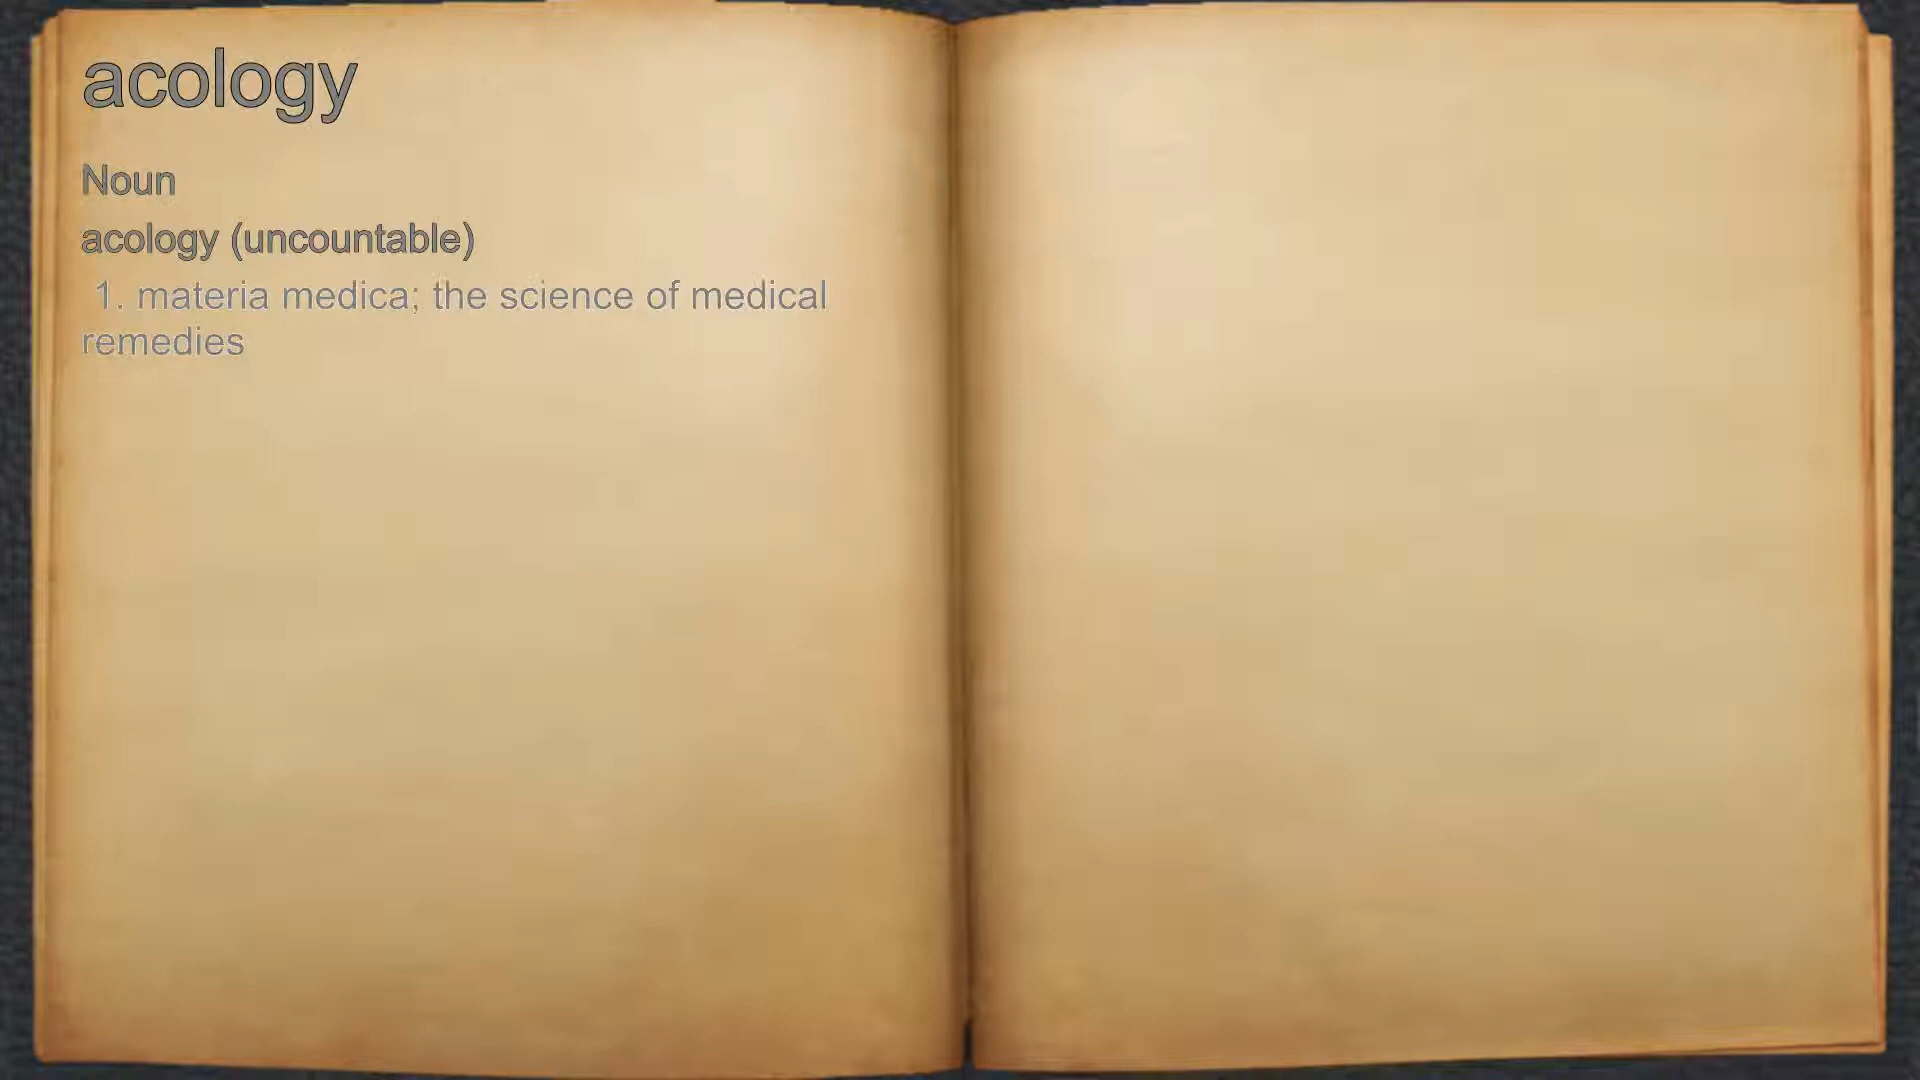 acology
Noun
acology (uncountable)
1. materia medica; the science of medical
remedies